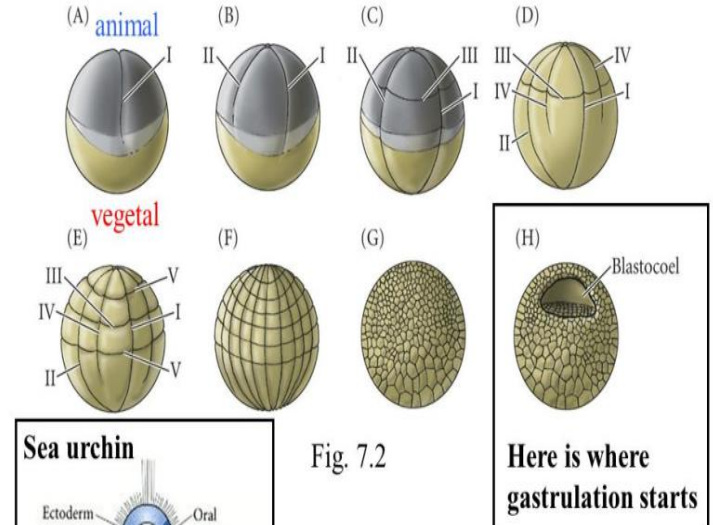 (A) animal (B) (C) (D)
I II I II III I III IV IV I II
vegetal
(E) (F) (G) (H)
III IV II V I V
Blastocoel
Sea urchin
Fig. 7.2
Here is where
gastrulation starts
Ectoderm Oral